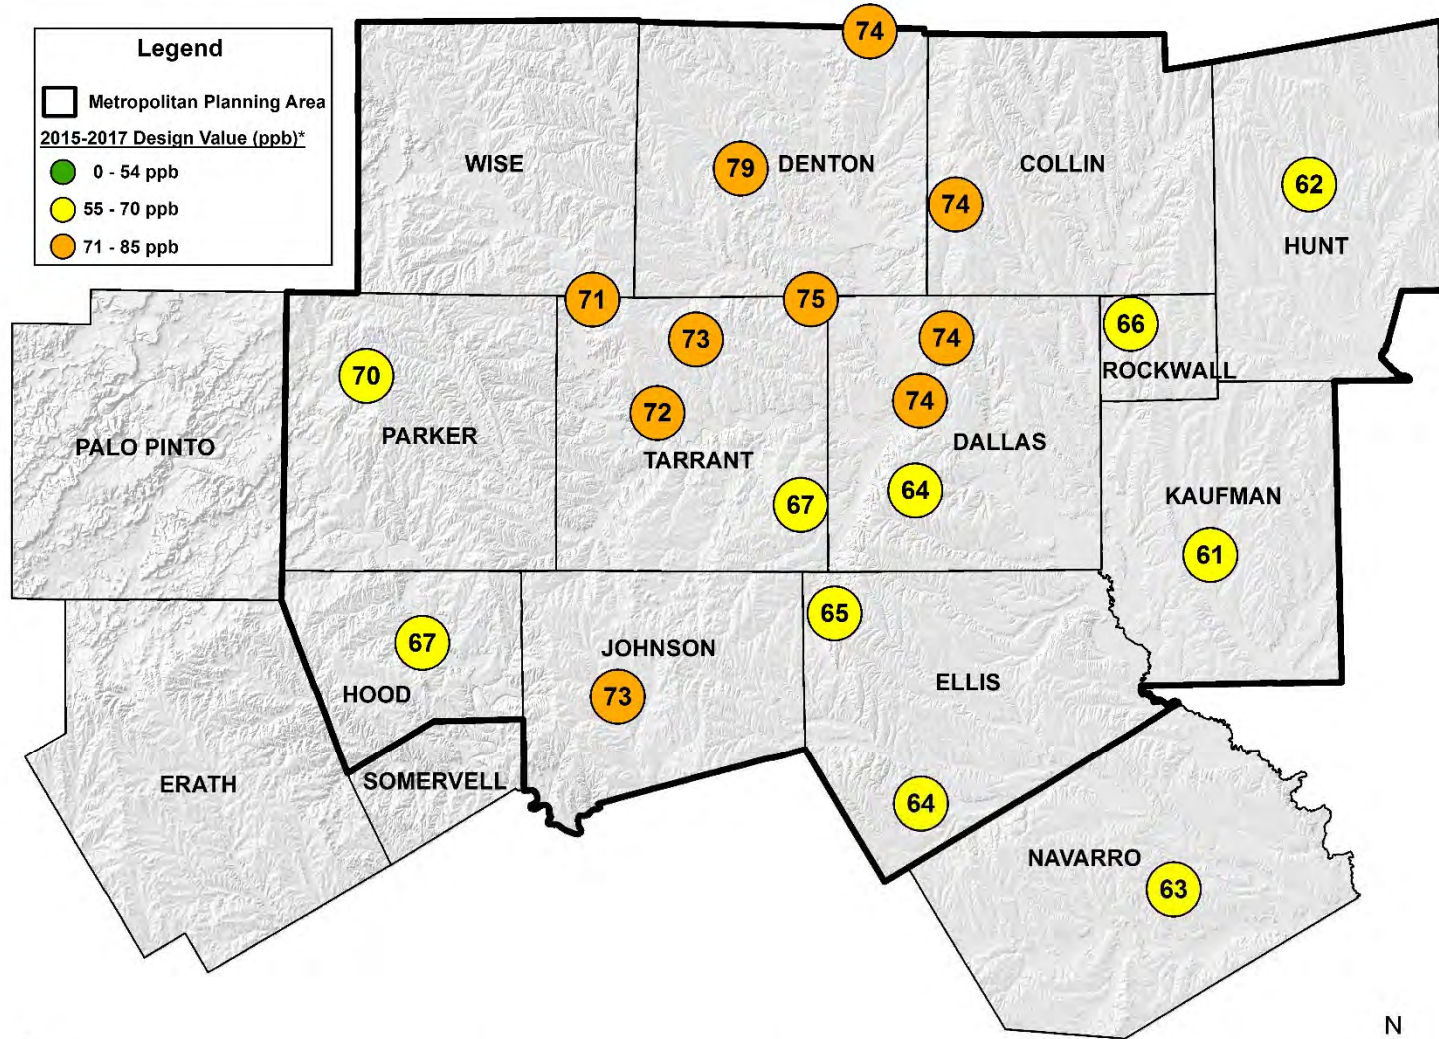 Legend
Metropolitan Planning Area
2015-2017 Design Value (ppb)*
0 - 54 ppb
55 - 70 ppb
71 - 85 ppb
74
WISE
79
DENTON
COLLIN
74
62
HUNT
71
75
73
74
66
ROCKWALL
70
72
74
PARKER
TARRANT
DALLAS
PALO PINTO
67
64
KAUFMAN
61
65
67
JOHNSON
HOOD
73
ELLIS
ERATH
SOMERVELL
64
NAVARRO
63
N